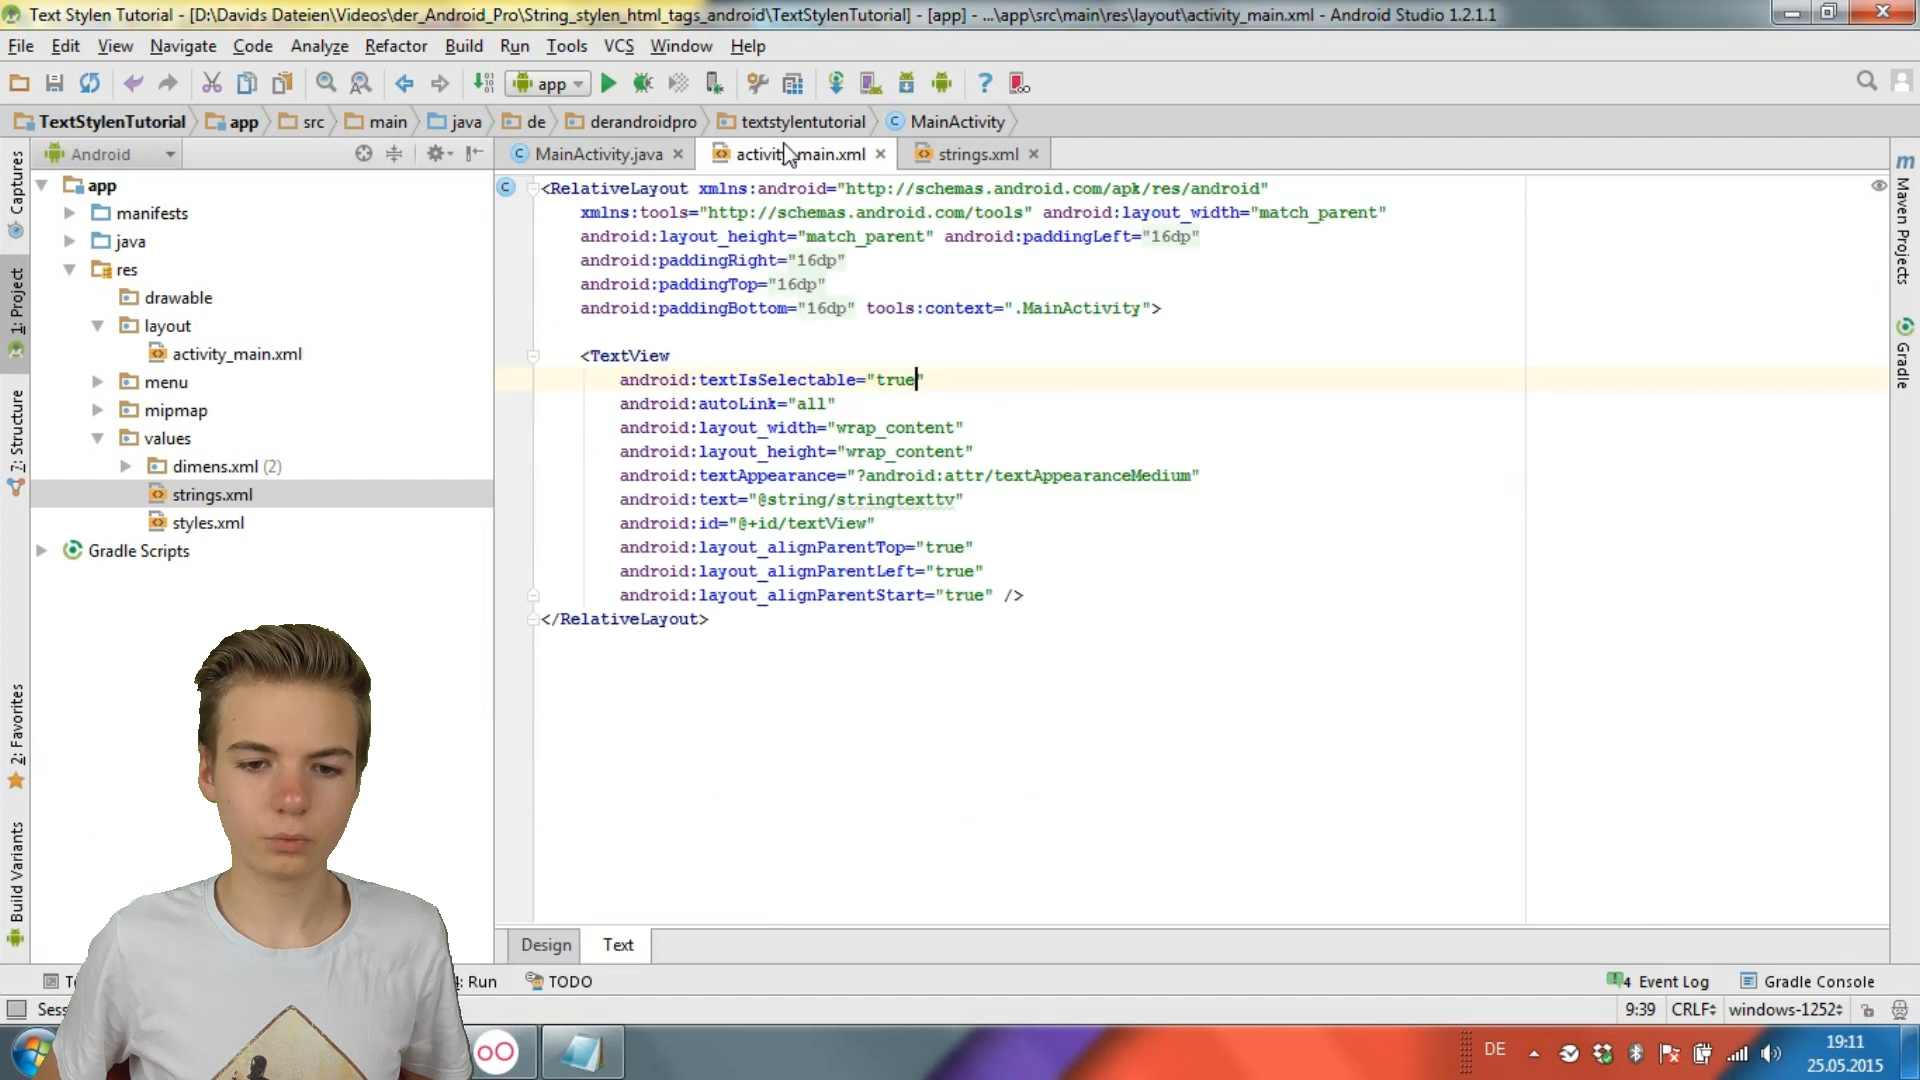 Text Stylen Tutorial - [D:\Davids Dateien\Videos\der_Android_Pro\String_stylen_html_tags_android\TextStylenTutorial] - [app] - ...\app\src\main\res\layout\activity_main.xml - Android Studio 1.2.1.1
File Edit View Navigate Code Analyze Refactor Build Run Tools VCS Window Help
app
TextStylenTutorial app src main java de derandroidpro textstylentutorial MainActivity
Android
MainActivity.java activity_main.xml strings.xml
Captures
1: Project
7: Structure
2: Favorites
Build Variants
app
manifests
java
res
drawable
layout
activity_main.xml
menu
mipmap
values
dimens.xml (2)
strings.xml
styles.xml
Gradle Scripts
<RelativeLayout xmlns:android="http://schemas.android.com/apk/res/android"
xmlns:tools="http://schemas.android.com/tools" android:layout_width="match_parent"
android:layout_height="match_parent" android:paddingLeft="16dp"
android:paddingRight="16dp"
android:paddingTop="16dp"
android:paddingBottom="16dp" tools:context=".MainActivity">
<TextView
android:textIsSelectable="true"
android:autoLink="all"
android:layout_width="wrap_content"
android:layout_height="wrap_content"
android:textAppearance="?android:attr/textAppearanceMedium"
android:text="@string/stringtexttv"
android:id="@+id/textView"
android:layout_alignParentTop="true"
android:layout_alignParentLeft="true"
android:layout_alignParentStart="true" />
</RelativeLayout>
Maven Projects
Gradle
Design Text
Run TODO 4 Event Log Gradle Console
9:39 CRLF windows-1252
DE
19:11
25.05.2015